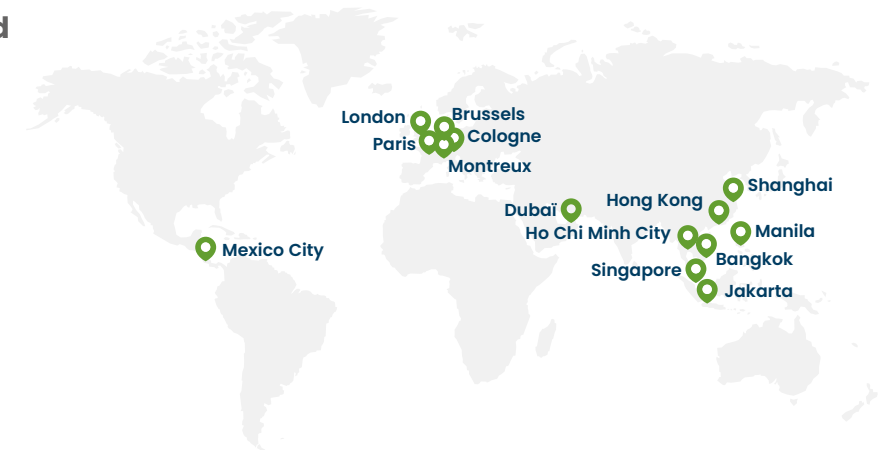 d
London
Brussels
Paris
Cologne
Montreux
Shanghai
Hong Kong
Dubaï
Ho Chi Minh City
Manila
Mexico City
Bangkok
Singapore
Jakarta